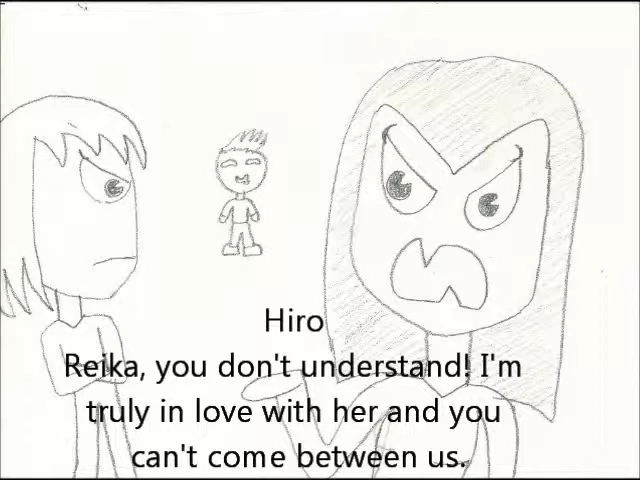 Hiro
Reika, you don't understand! I'm
truly in love with her and you
can't come between us.